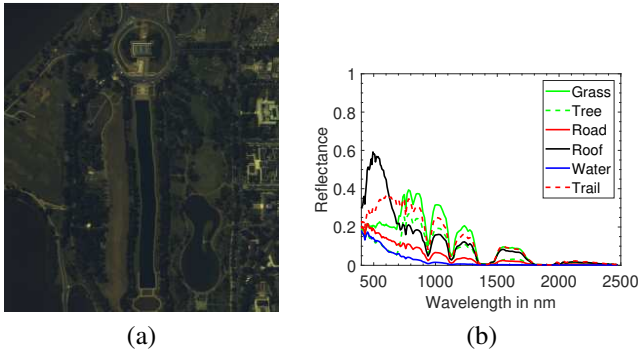 1
0.8
0.6
0.4
0.2
0
Reflectance
Grass
Tree
Road
Roof
Water
Trail
500 1000 1500 2000 2500
Wavelength in nm
(a) (b)